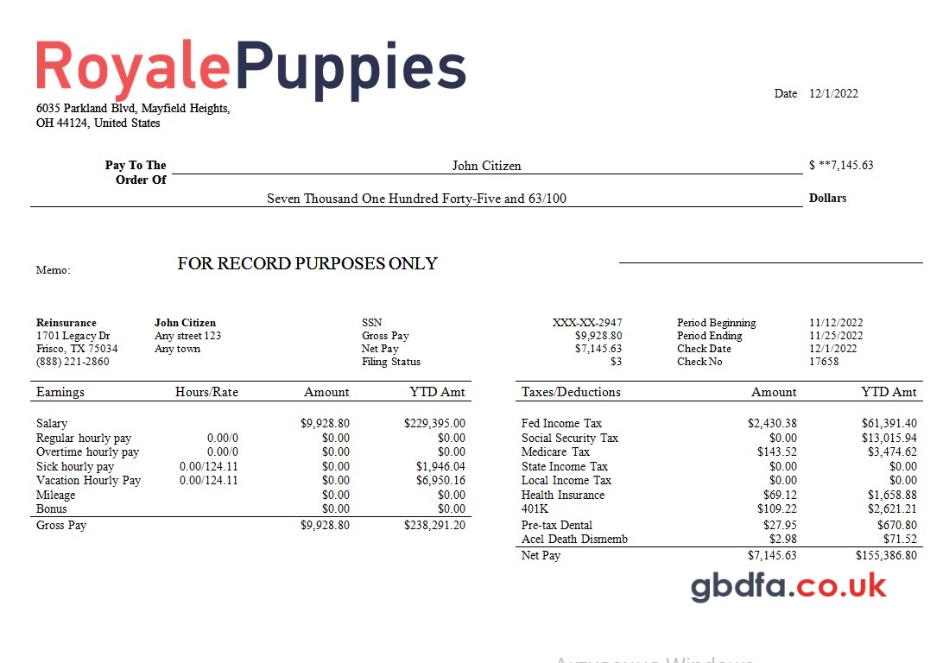 RoyalePuppies
6035 Parkland Blvd, Mayfield Heights,
OH 44124, United States
Date 12/1/2022
Pay To The Order Of John Citizen $ **7,145.63
Seven Thousand One Hundred Forty-Five and 63/100 Dollars
Memo: FOR RECORD PURPOSES ONLY
Reinsurance John Citizen SSN XXX-XX-2947 Period Beginning 11/12/2022
1701 Legacy Dr Any street 123 Gross Pay $9,928.80 Period Ending 11/25/2022
Frisco, TX 75034 Any town Net Pay $7,145.63 Check Date 12/1/2022
(888) 221-2860 Filing Status $3 Check No 17658
Earnings Hours/Rate Amount YTD Amt Taxes/Deductions Amount YTD Amt
Salary $9,928.80 $229,395.00 Fed Income Tax $2,430.38 $61,391.40
Regular hourly pay 0.00/0 $0.00 $0.00 Social Security Tax $0.00 $13,015.94
Overtime hourly pay 0.00/0 $0.00 $0.00 Medicare Tax $143.52 $3,474.62
Sick hourly pay 0.00/124.11 $0.00 $1,946.04 State Income Tax $0.00 $0.00
Vacation Hourly Pay 0.00/124.11 $0.00 $6,950.16 Local Income Tax $0.00 $0.00
Mileage $0.00 $0.00 Health Insurance $69.12 $1,658.88
Bonus $0.00 $0.00 401K $109.22 $2,621.21
Gross Pay $9,928.80 $238,291.20 Pre-tax Dental $27.95 $670.80
Acel Death Dismemb $2.98 $71.52
Net Pay $7,145.63 $155,386.80
gbdfa.co.uk